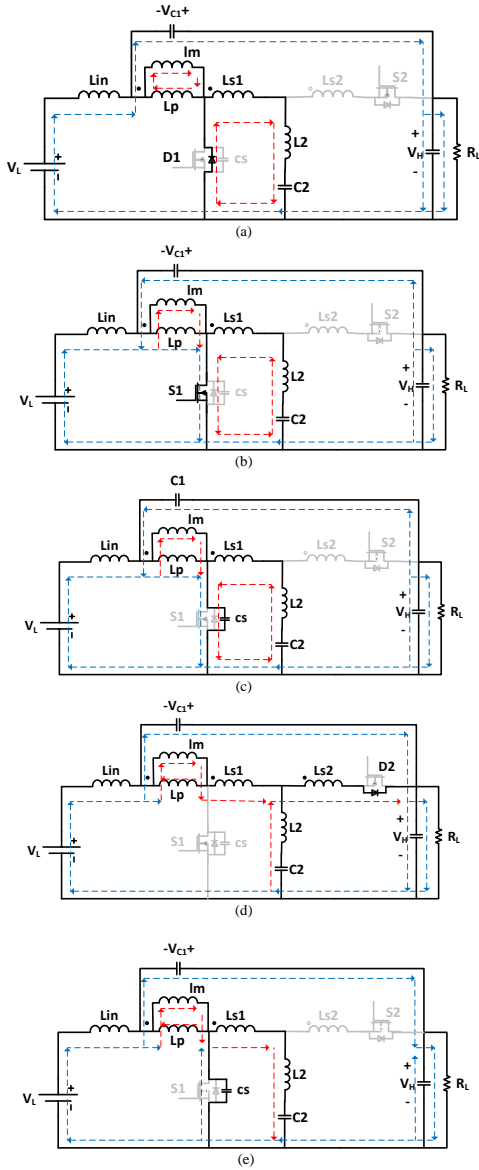 -VC1+
Im
Lin
Lp
Ls1
Ls2
S2
L2
D1
cs
C2
VL
+
-
+
VH
-
RL
(a)
-VC1+
Im
Lin
Lp
Ls1
Ls2
S2
L2
S1
cs
C2
VL
+
-
+
VH
-
RL
(b)
C1
Im
Lin
Lp
Ls1
Ls2
S2
L2
S1
cs
C2
VL
+
-
+
VH
-
RL
(c)
-VC1+
Im
Lin
Lp
Ls1
Ls2
D2
L2
S1
cs
C2
VL
+
-
+
VH
-
RL
(d)
-VC1+
Im
Lin
Lp
Ls1
Ls2
S2
L2
S1
cs
C2
VL
+
-
+
VH
-
RL
(e)